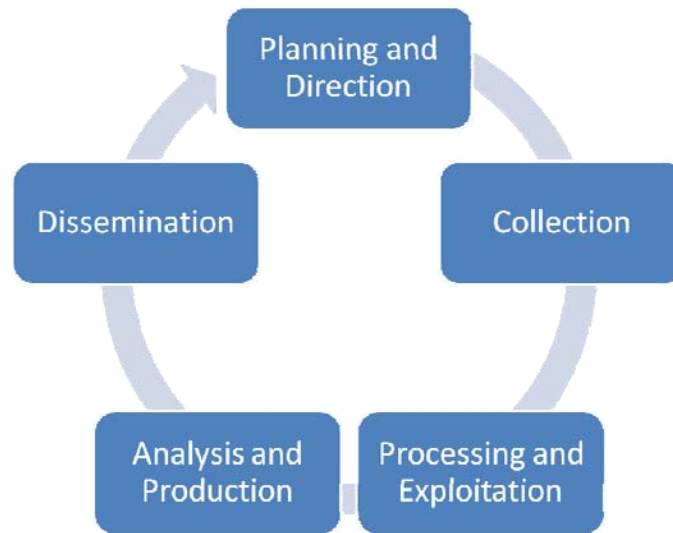 Planning and
Direction
Collection
Processing and
Exploitation
Analysis and
Production
Dissemination